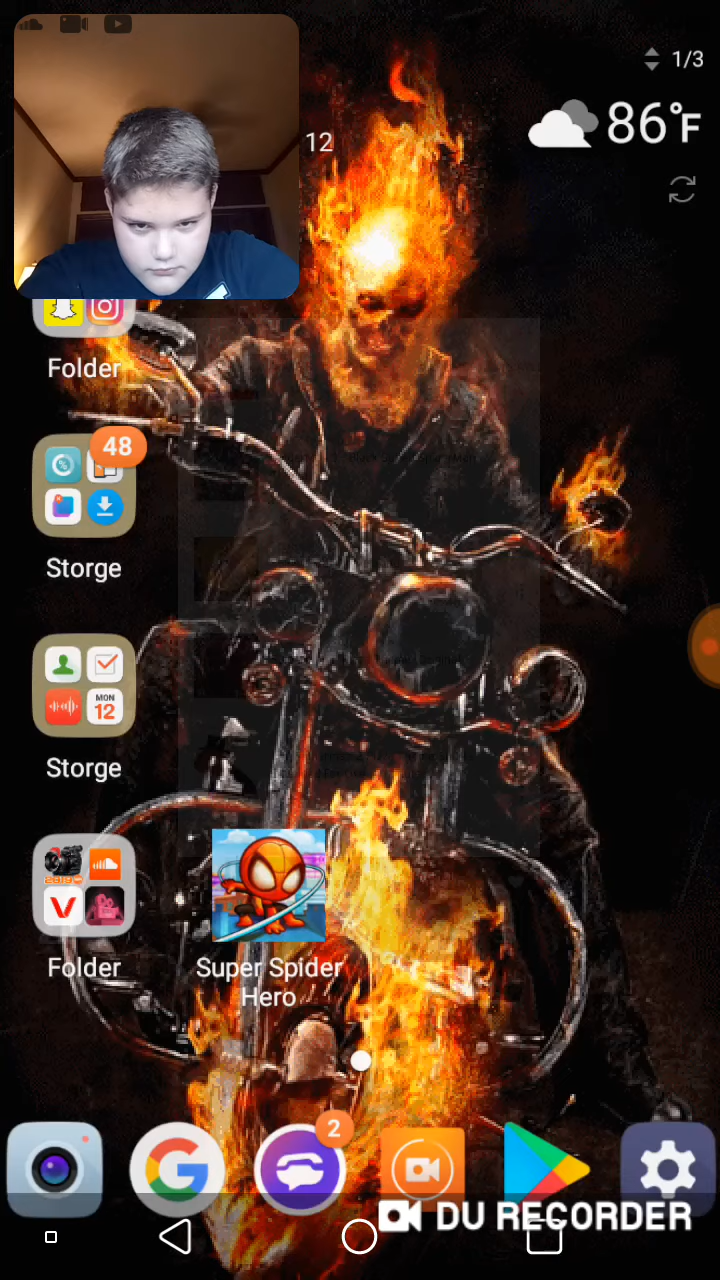 1/3
12
86°F
Folder
48
Storge
MON
12
Storge
Folder
Super Spider
Hero
2
DU RECORDER